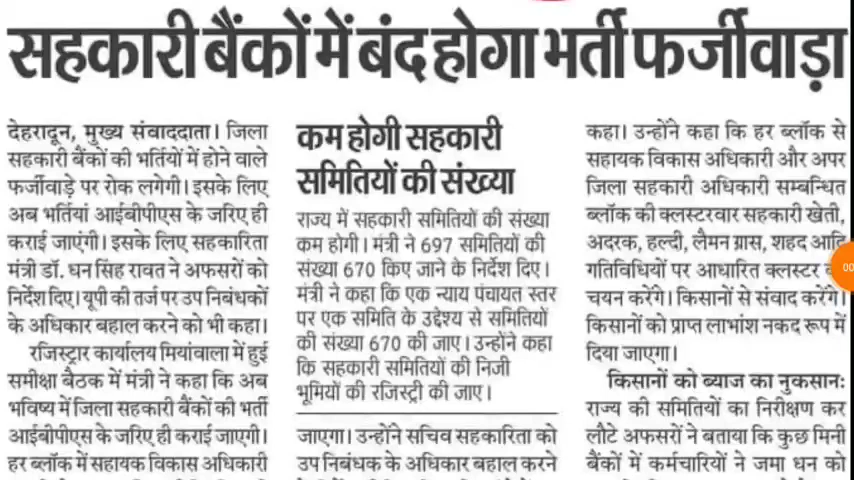 सहकारी बैंकों में बंद होगा भर्ती फर्जीवाड़ा
देहरादून, मुख्य संवाददाता। जिला
सहकारी बैंकों की भर्तियों में होने वाले
फर्जीवाड़े पर रोक लगेगी। इसके लिए
अब भर्तियां आईबीपीएस के जरिए ही
कराई जाएंगी। इसके लिए सहकारिता
मंत्री डॉ. धन सिंह रावत ने अफसरों को
निर्देश दिए। यूपी की तर्ज पर उप निबंधकों
के अधिकार बहाल करने को भी कहा।
रजिस्ट्रार कार्यालय मियांवाला में हुई
समीक्षा बैठक में मंत्री ने कहा कि अब
भविष्य में जिला सहकारी बैंकों की भर्ती
आईबीपीएस के जरिए ही कराई जाएगी।
हर ब्लॉक में सहायक विकास अधिकारी
कम होगी सहकारी
समितियों की संख्या
राज्य में सहकारी समितियों की संख्या
कम होगी। मंत्री ने 697 समितियों की
संख्या 670 किए जाने के निर्देश दिए।
मंत्री ने कहा कि एक न्याय पंचायत स्तर
पर एक समिति के उद्देश्य से समितियों
की संख्या 670 की जाए। उन्होंने कहा
कि सहकारी समितियों की निजी
भूमियों की रजिस्ट्री की जाए।
जाएगा। उन्होंने सचिव सहकारिता को
उप निबंधक के अधिकार बहाल करने
कहा। उन्होंने कहा कि हर ब्लॉक से
सहायक विकास अधिकारी और अपर
जिला सहकारी अधिकारी सम्बन्धित
ब्लॉक की क्लस्टरवार सहकारी खेती,
अदरक, हल्दी, लैमन ग्रास, शहद आदि
गतिविधियों पर आधारित क्लस्टर
चयन करेंगे। किसानों से संवाद करेंगे।
किसानों को प्राप्त लाभांश नकद रूप में
दिया जाएगा।
किसानों को ब्याज का नुकसान:
राज्य की समितियों का निरीक्षण कर
लौटे अफसरों ने बताया कि कुछ मिनी
बैंकों में कर्मचारियों ने जमा धन को
00